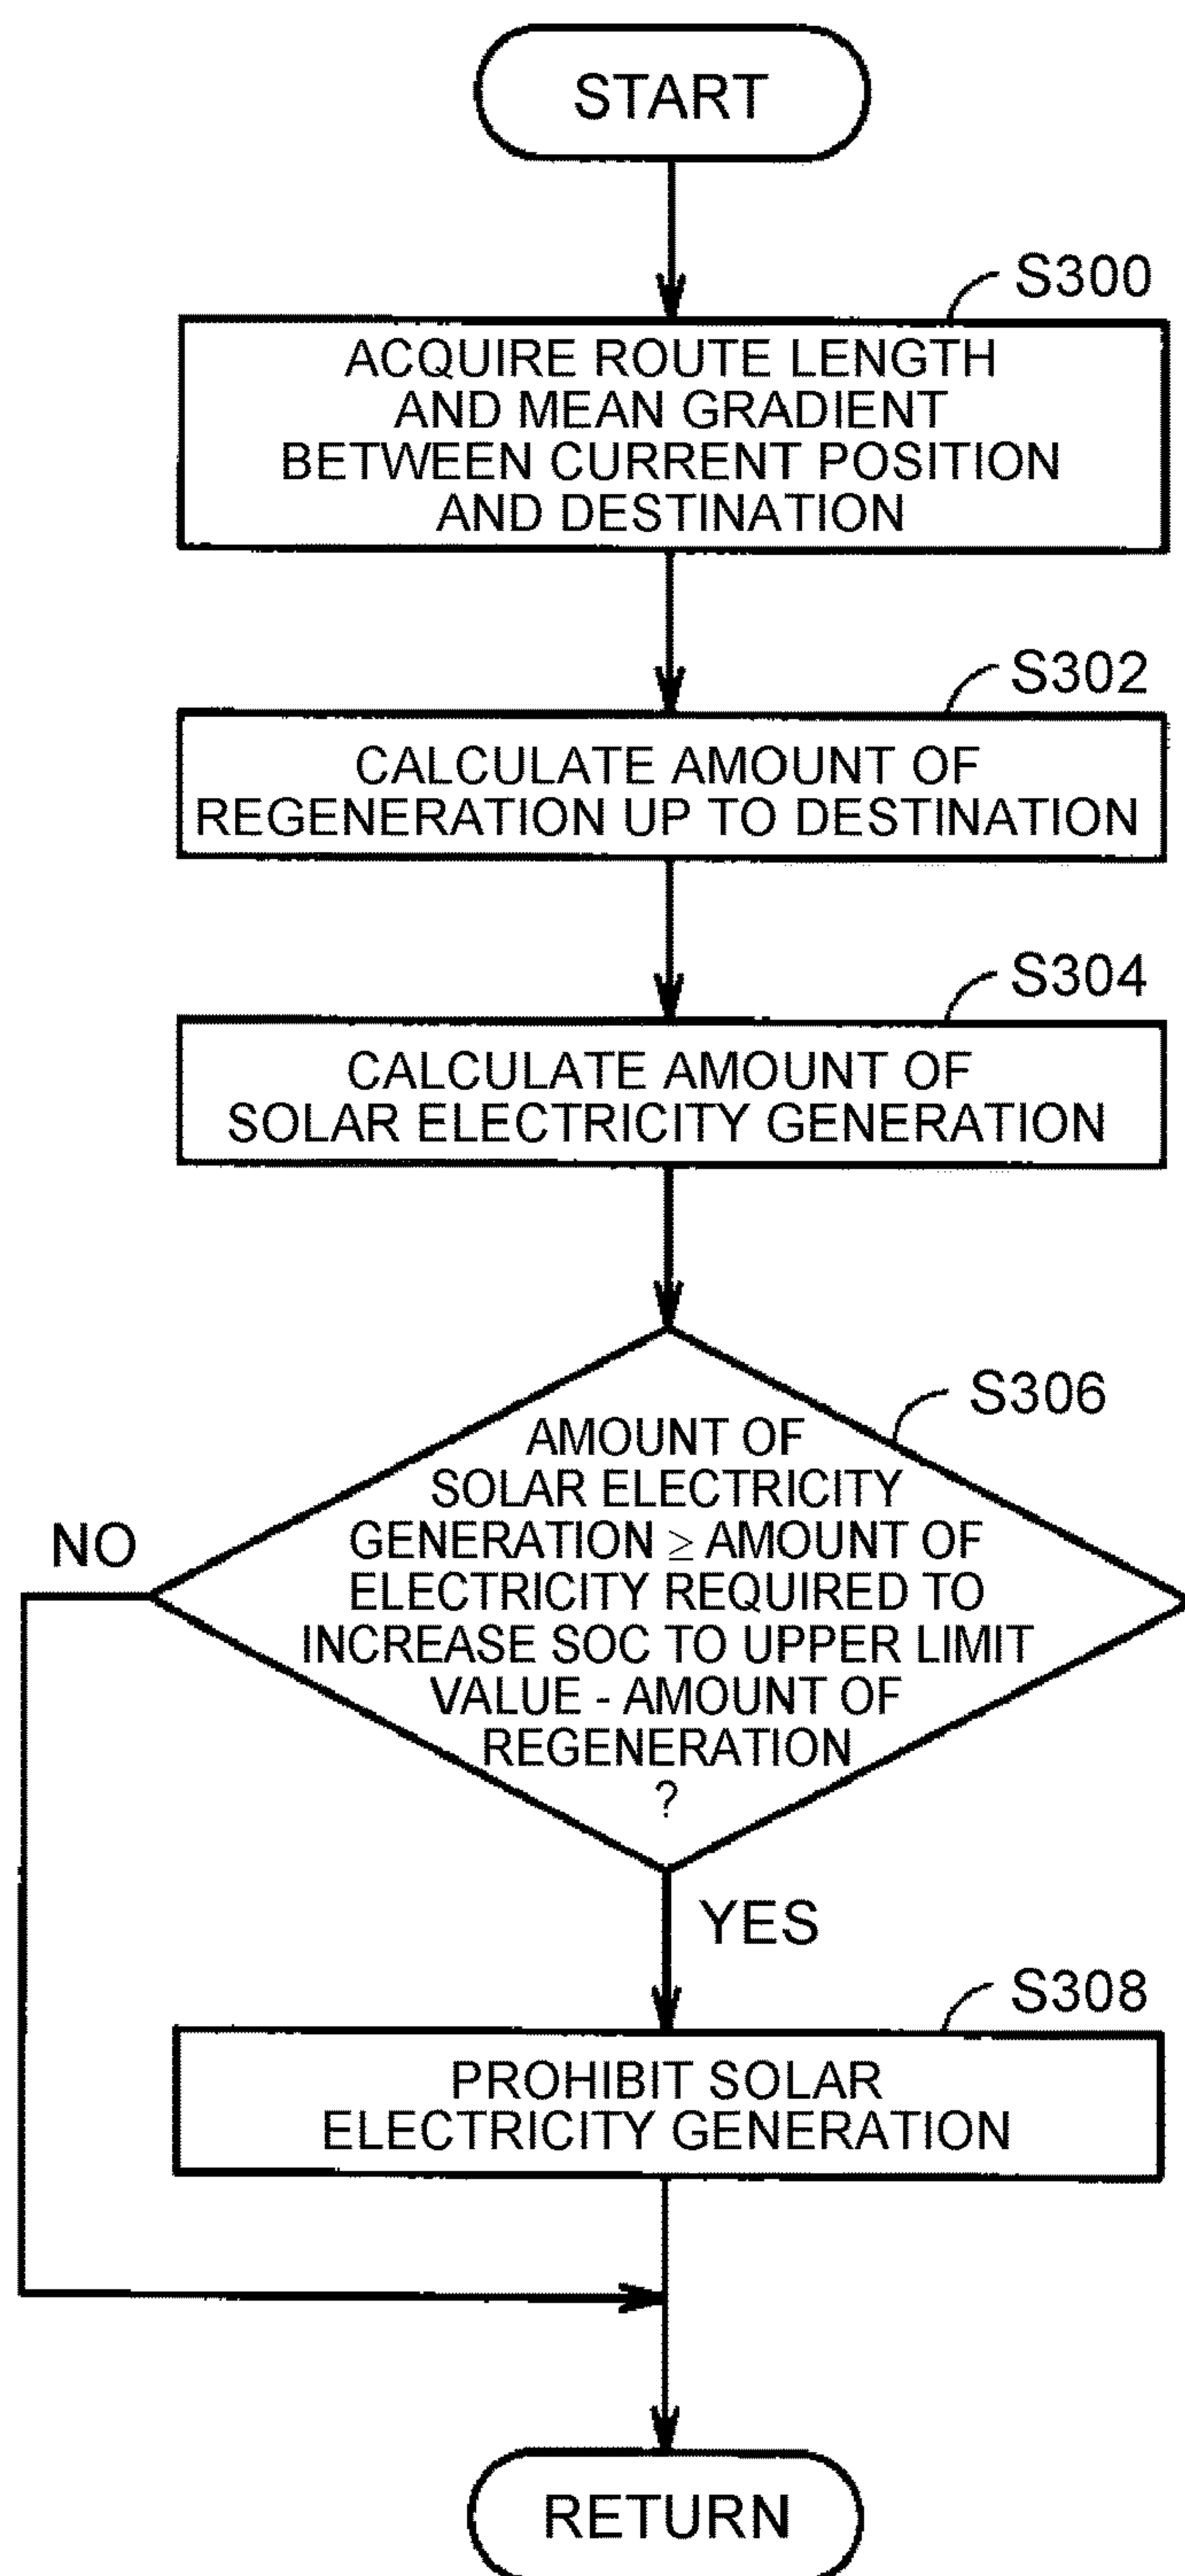 START
S300
ACQUIRE ROUTE LENGTH
AND MEAN GRADIENT
BETWEEN CURRENT POSITION
AND DESTINATION
S302
CALCULATE AMOUNT OF
REGENERATION UP TO DESTINATION
S304
CALCULATE AMOUNT OF
SOLAR ELECTRICITY GENERATION
S306
AMOUNT OF
SOLAR ELECTRICITY
GENERATION ≥ AMOUNT OF
ELECTRICITY REQUIRED TO
INCREASE SOC TO UPPER LIMIT
VALUE - AMOUNT OF
REGENERATION
?
NO
YES
S308
PROHIBIT SOLAR
ELECTRICITY GENERATION
RETURN